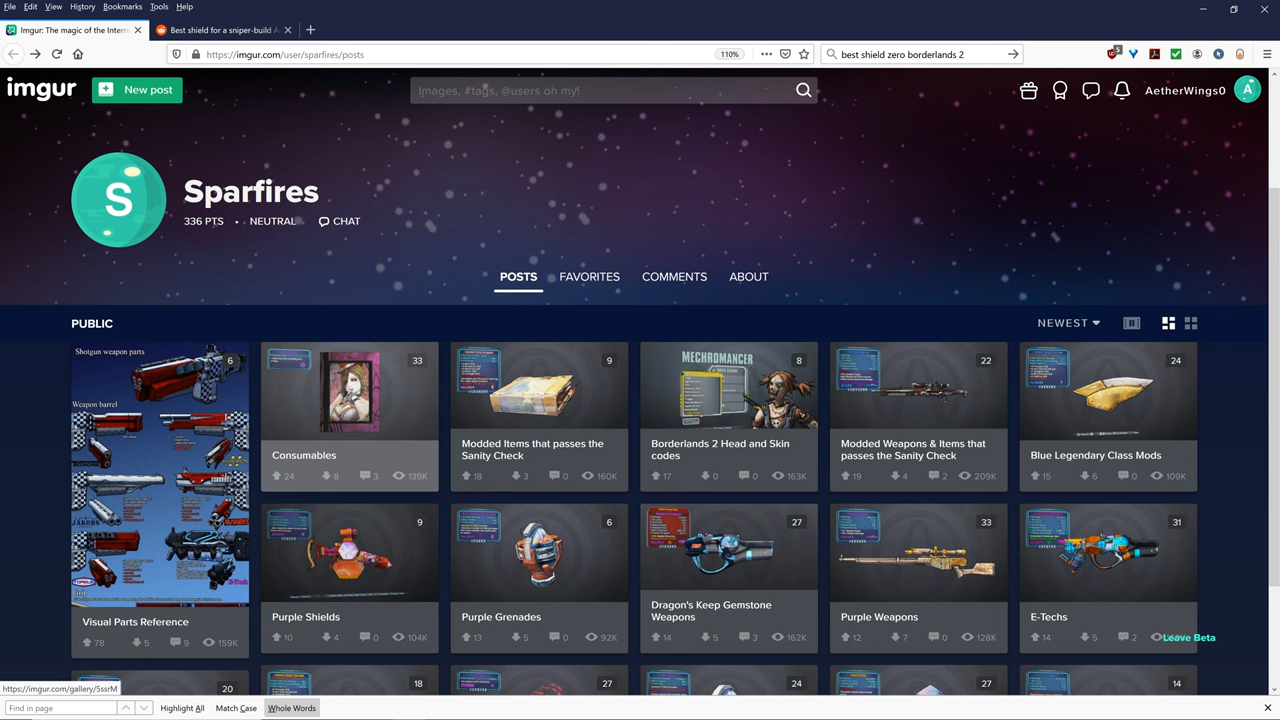 File Edit View History Bookmarks Tools Help
Imgur: The magic of the Intern
Best shield for a sniper-build
https://imgur.com/user/sparfires/posts
110%
best shield zero borderlands 2
5
imgur
New post
Images, #tags, @users oh my!
AetherWings0
A
S
Sparfires
336 PTS • NEUTRAL CHAT
POSTS FAVORITES COMMENTS ABOUT
PUBLIC
NEWEST
Shotgun weapon parts
6
Weapon barrel
JAKOBS
BANDIT
TORGUE
E-Tech
Grip
Visual Parts Reference
78 5 9 159K
33
Consumables
24 8 3 139K
9
Modded Items that passes the
Sanity Check
18 3 0 160K
MECHROMANCER
8
Borderlands 2 Head and Skin
codes
17 0 0 163K
22
Modded Weapons & Items that
passes the Sanity Check
19 2 209K
24
Blue Legendary Class Mods
15 6 0 109K
9
Purple Shields
10 4 0 104K
6
Purple Grenades
13 5 0 92K
27
Dragon's Keep Gemstone
Weapons
14 5 3 162K
33
Purple Weapons
12 7 0 128K
31
E-Techs
14 5 2
Leave Beta
20
18
27
24
27
14
https://imgur.com/gallery/5ssrM
Find in page
Highlight All Match Case Whole Words